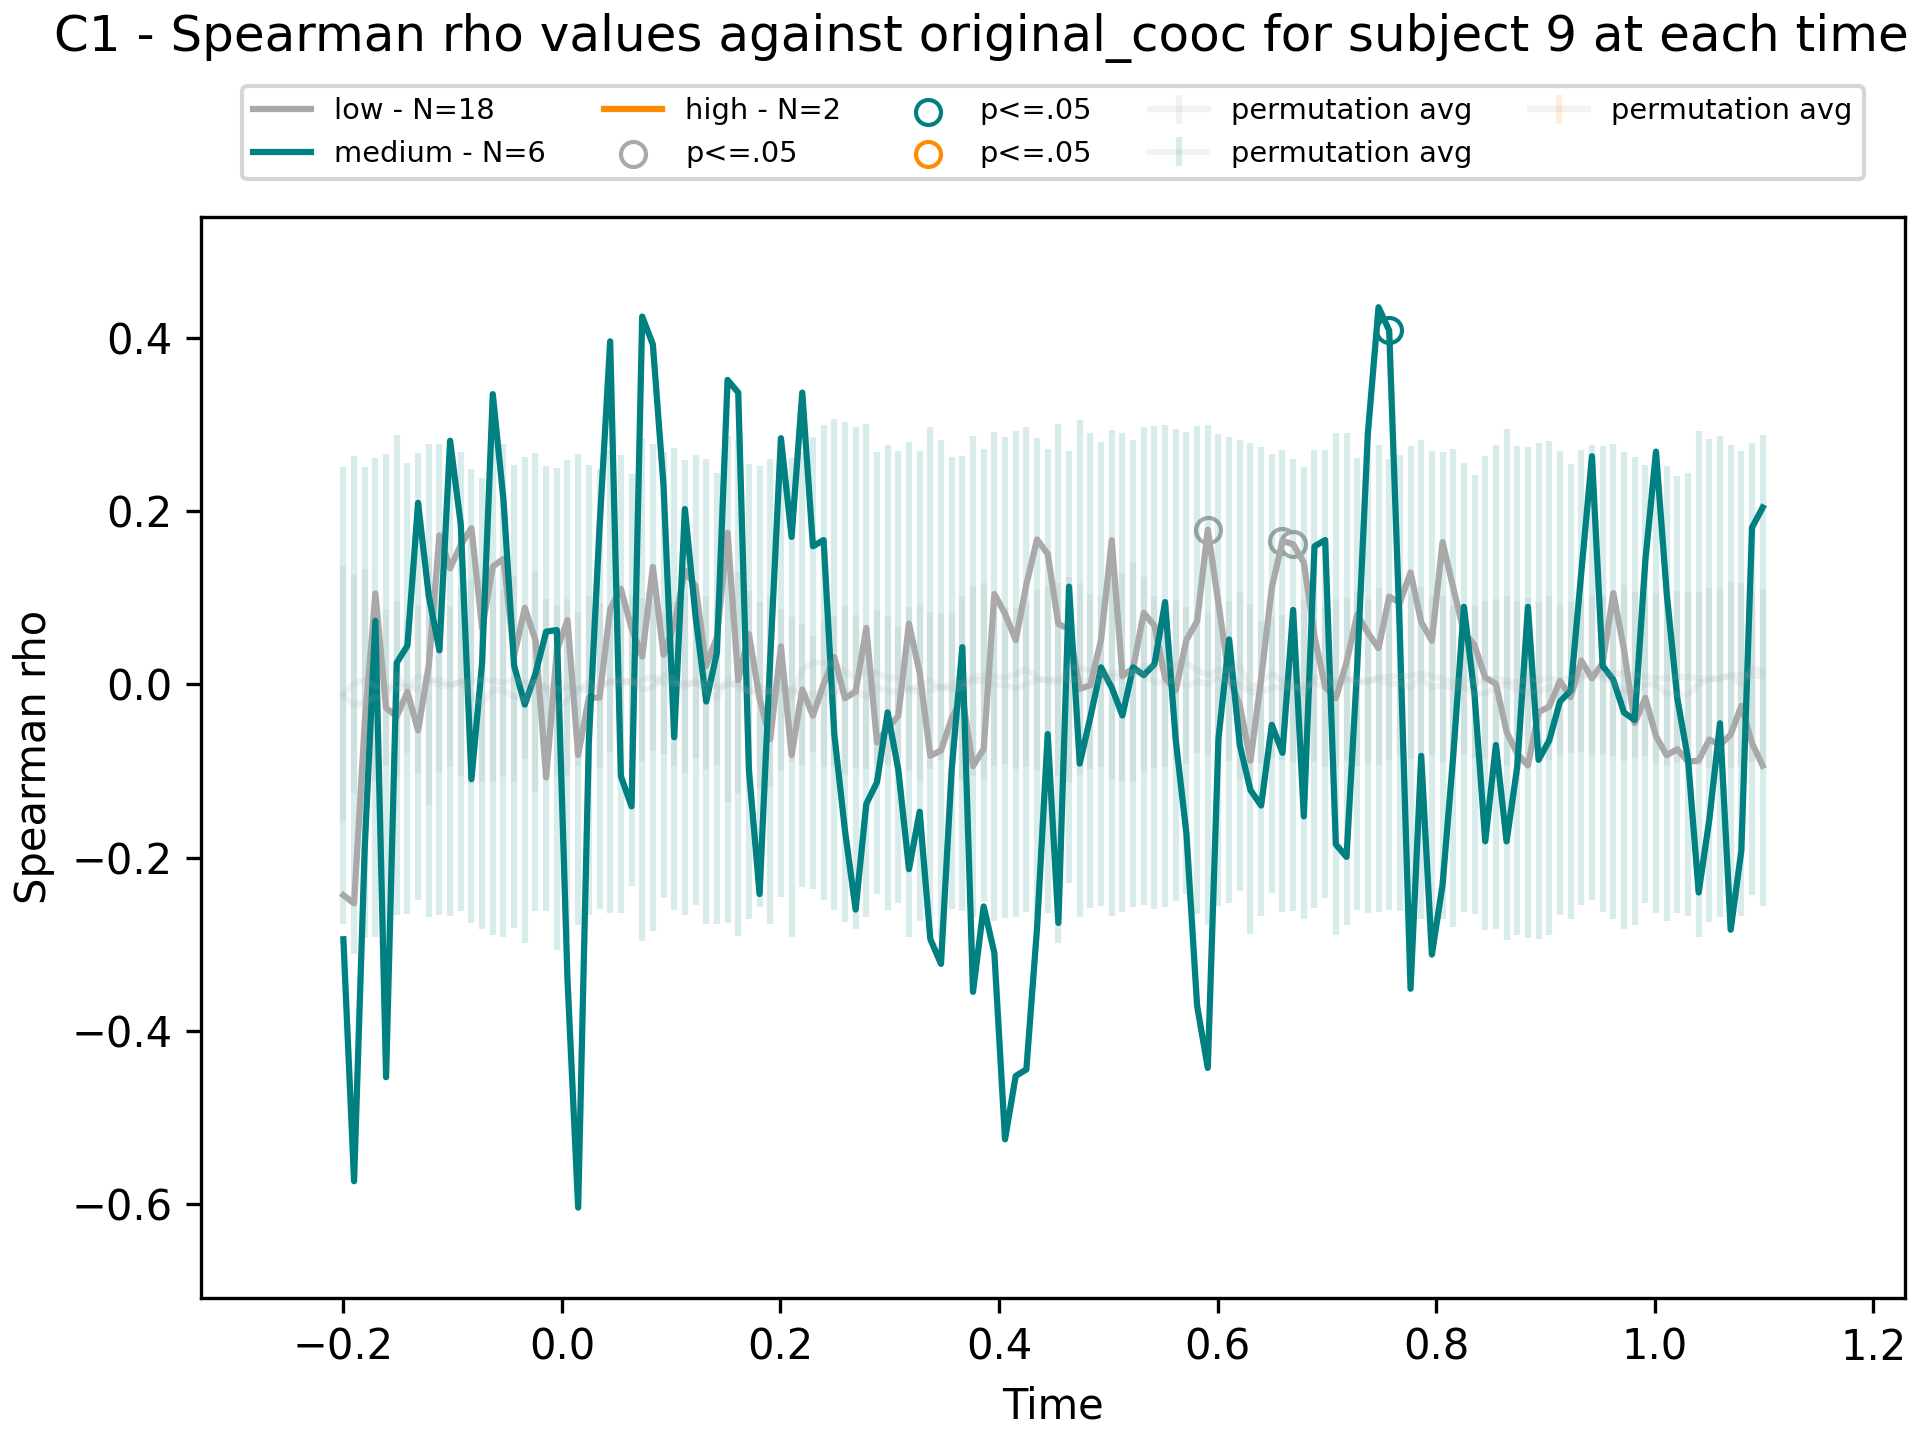 C1 - Spearman rho values against original_cooc for subject 9 at each time
low - N=18
medium - N=6
high - N=2
p<=.05
p<=.05
p<=.05
permutation avg
permutation avg
permutation avg
Spearman rho
0.4
0.2
0.0
−0.2
−0.4
−0.6
−0.2 0.0 0.2 0.4 0.6 0.8 1.0 1.2
Time